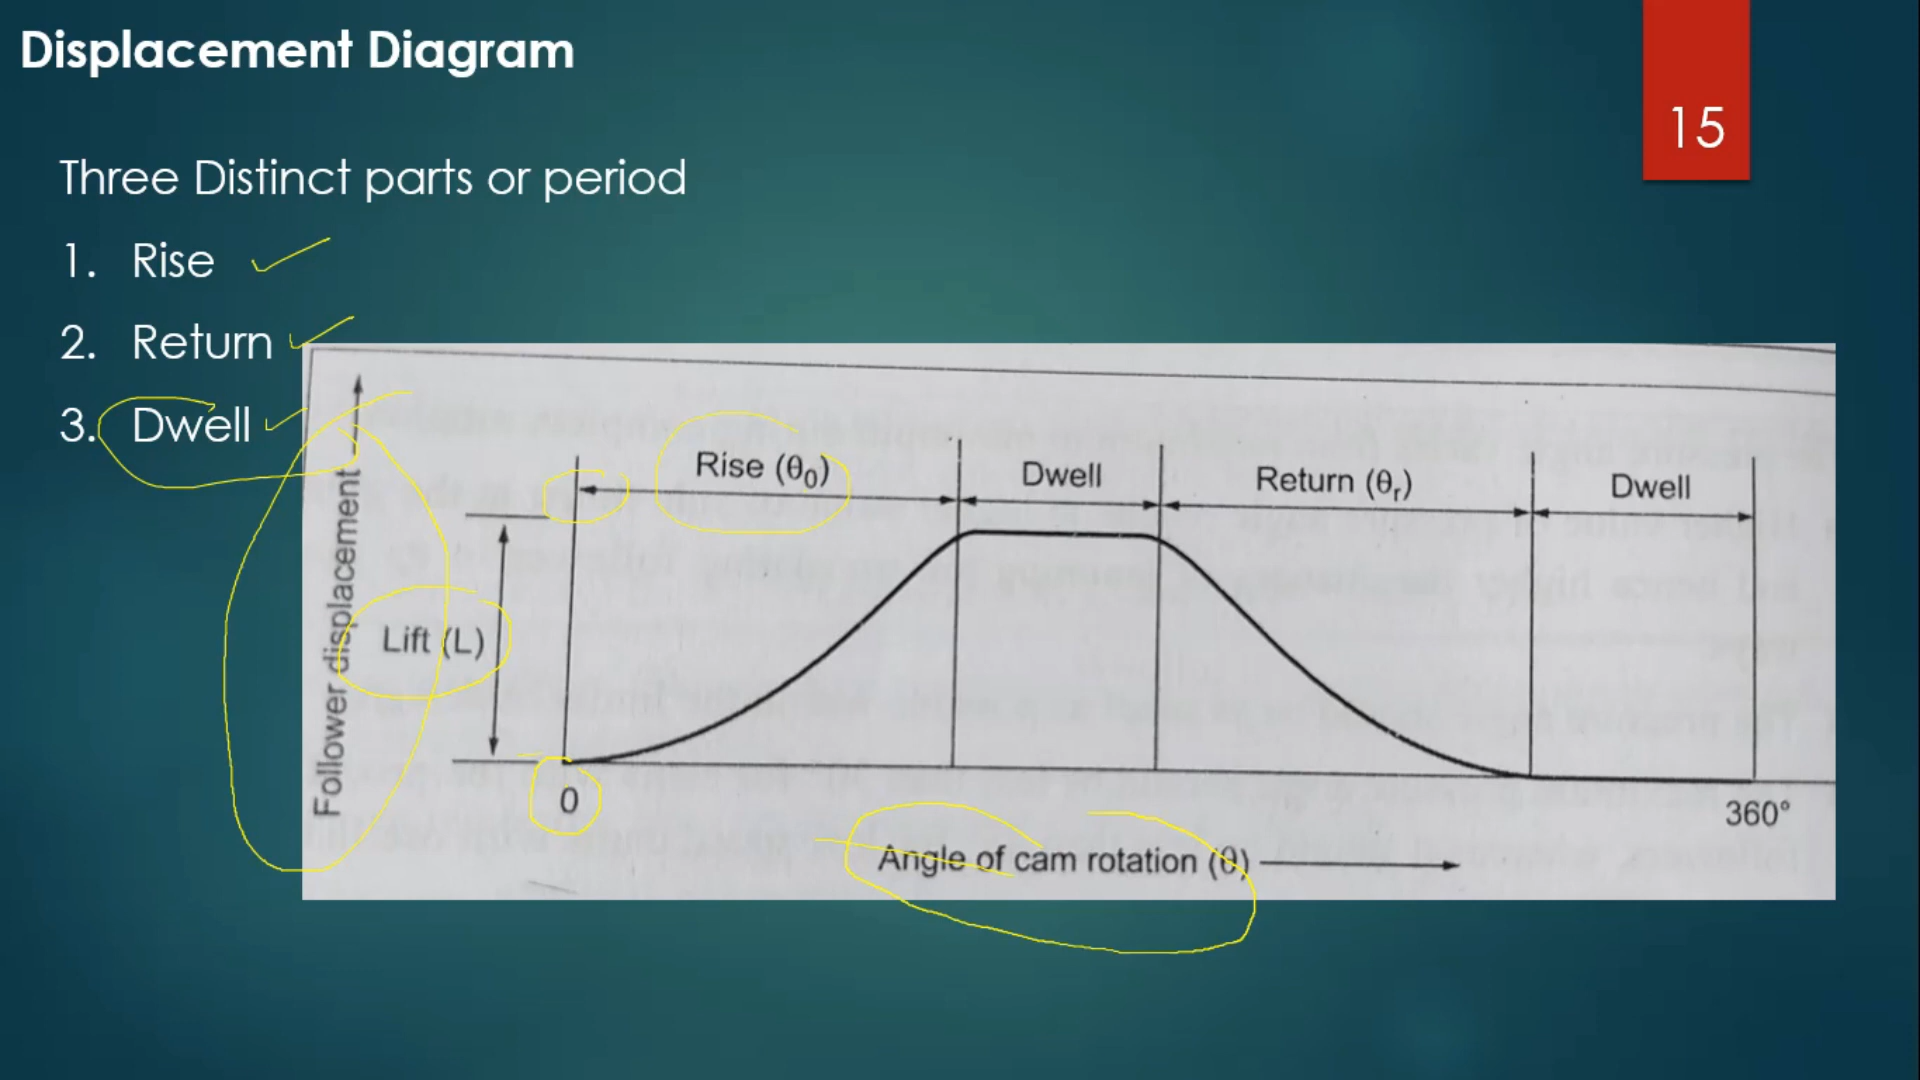 Displacement Diagram
15
Three Distinct parts or period
1. Rise
2. Return
3. Dwell
Follower displacement
Rise (θ₀)
Dwell
Return (θᵣ)
Dwell
Lift (L)
0
360°
Angle of cam rotation (θ)